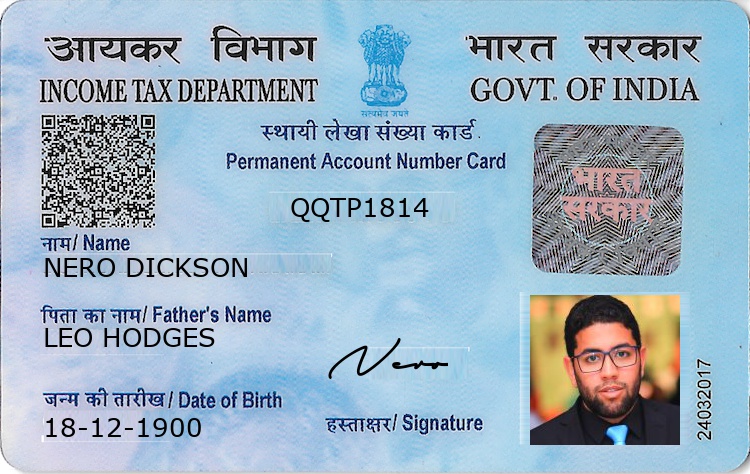 आयकर विभाग
INCOME TAX DEPARTMENT
सत्यमेव जयते
भारत सरकार
GOVT. OF INDIA
स्थायी लेखा संख्या कार्ड
Permanent Account Number Card
QQTP1814
भारत
सरकार
नाम/ Name
NERO DICKSON
पिता का नाम/ Father's Name
LEO HODGES
Nero
जन्म की तारीख/ Date of Birth
18-12-1900
हस्ताक्षर/ Signature
24032017